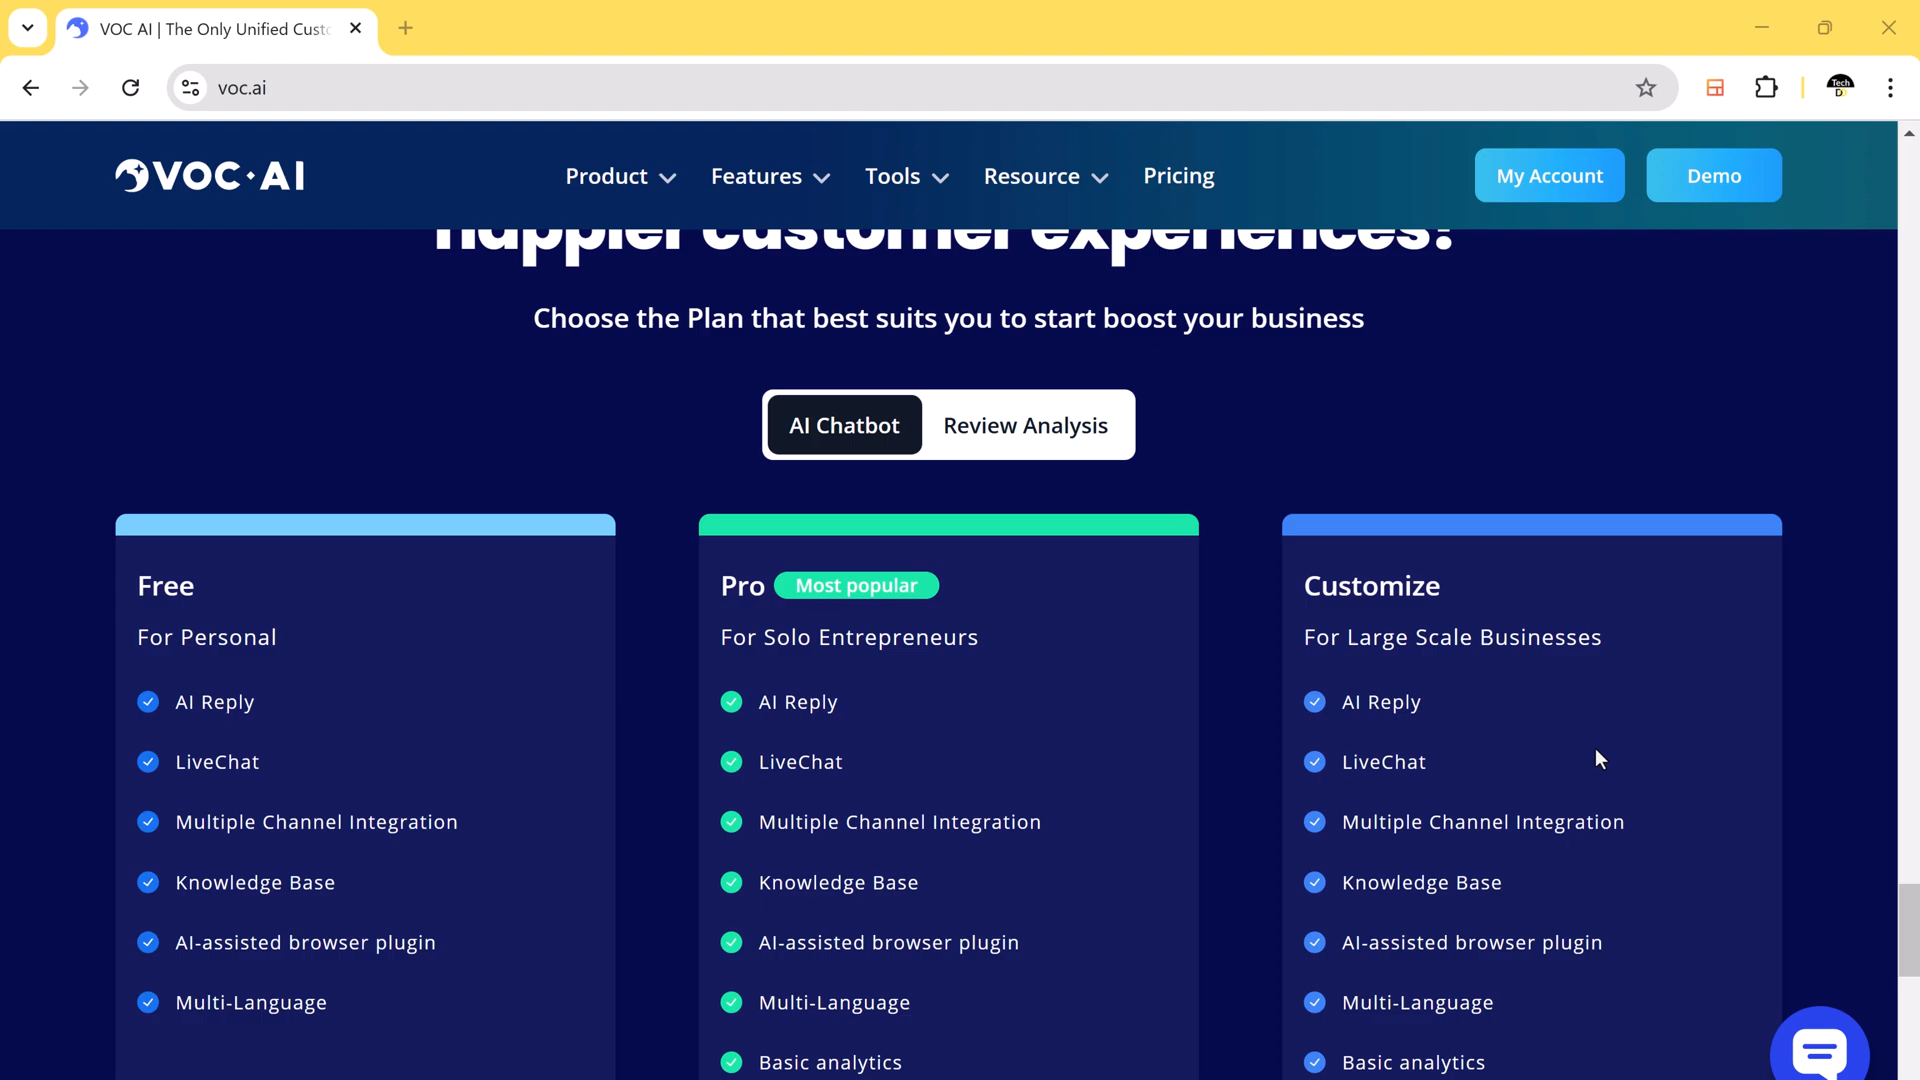 VOC AI | The Only Unified Custo
voc.ai
Tech
D
VOC·AI
Product
Features
Tools
Resource
Pricing
My Account
Demo
happier customer experiences?
Choose the Plan that best suits you to start boost your business
AI Chatbot
Review Analysis
Free
For Personal
AI Reply
LiveChat
Multiple Channel Integration
Knowledge Base
AI-assisted browser plugin
Multi-Language
Pro
Most popular
For Solo Entrepreneurs
AI Reply
LiveChat
Multiple Channel Integration
Knowledge Base
AI-assisted browser plugin
Multi-Language
Basic analytics
Customize
For Large Scale Businesses
AI Reply
LiveChat
Multiple Channel Integration
Knowledge Base
AI-assisted browser plugin
Multi-Language
Basic analytics